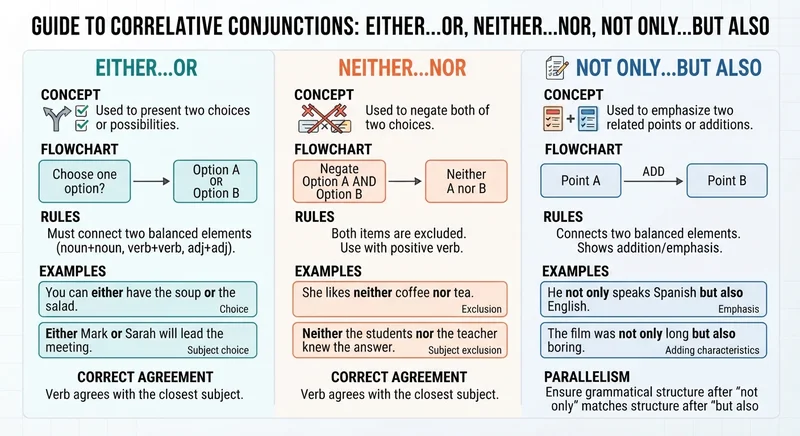 GUIDE TO CORRELATIVE CONJUNCTIONS: EITHER...OR, NEITHER...NOR, NOT ONLY...BUT ALSO
EITHER...OR
CONCEPT
Used to present two choices
or possibilities.
FLOWCHART
Choose one
option?
Option A
OR
Option B
RULES
Must connect two balanced elements
(noun+noun, verb+verb, adj+adj).
EXAMPLES
You can either have the soup or the
salad.
Choice
Either Mark or Sarah will lead the
meeting.
Subject choice
CORRECT AGREEMENT
Verb agrees with the closest subject.
NEITHER...NOR
CONCEPT
Used to negate both of
two choices.
FLOWCHART
Negate
Option A AND
Option B
Neither
A nor B
RULES
Both items are excluded.
Use with positive verb.
EXAMPLES
She likes neither coffee nor tea.
Exclusion
Neither the students nor the teacher
knew the answer.
Subject exclusion
CORRECT AGREEMENT
Verb agrees with the closest subject.
NOT ONLY...BUT ALSO
CONCEPT
Used to emphasize two
related points or additions.
FLOWCHART
Point A
ADD
Point B
RULES
Connects two balanced elements.
Shows addition/emphasis.
EXAMPLES
He not only speaks Spanish but also
English.
Emphasis
The film was not only long but also
boring.
Adding characteristics
PARALLELISM
Ensure grammatical structure after "not
only" matches structure after "but also